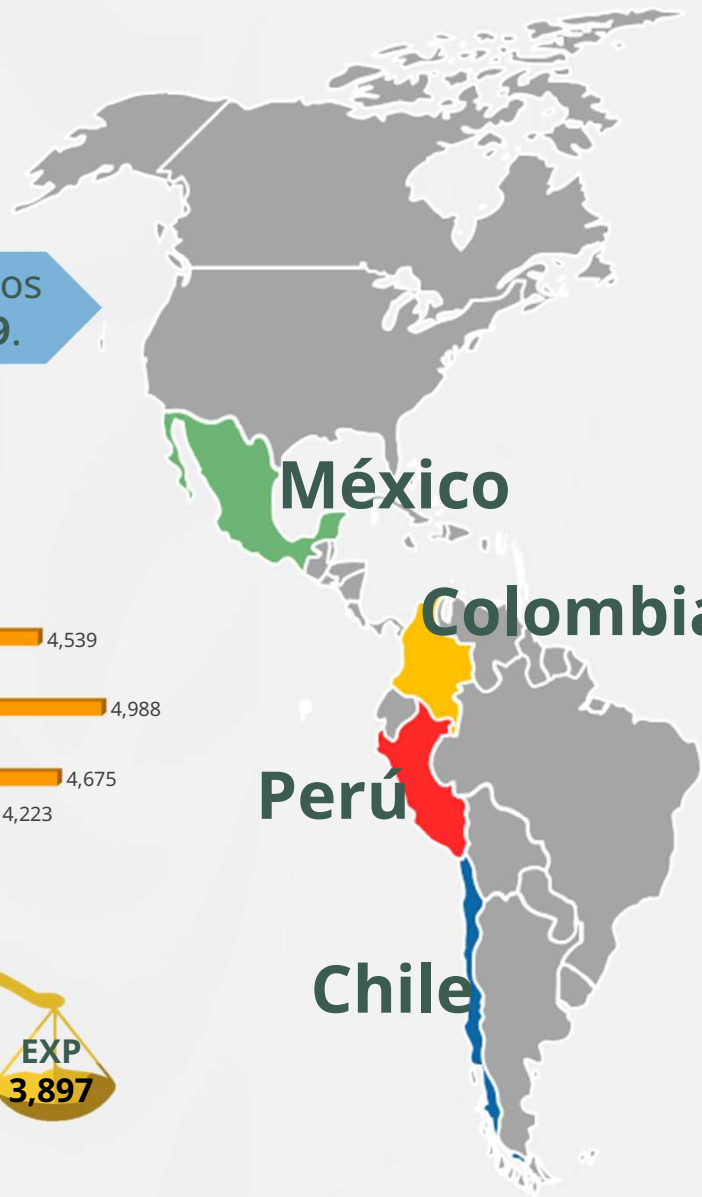 os
9.
México
Colombia
4,539
4,988
Perú
4,675
4,223
Chile
EXP
3,897